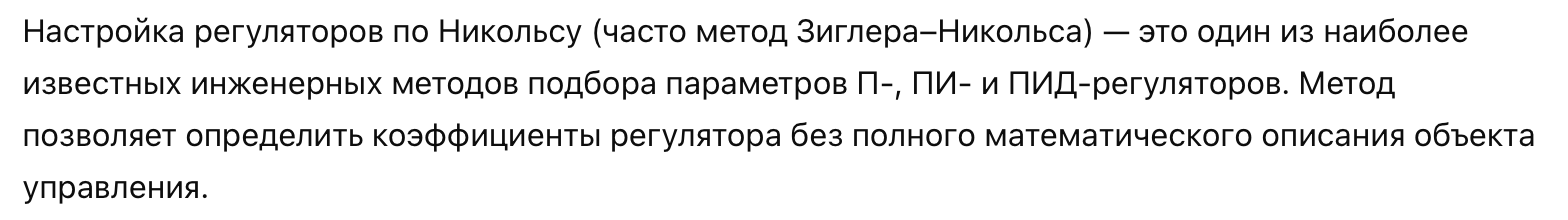 Настройка регуляторов по Никольсу (часто метод Зиглера–Никольса) — это один из наиболее
известных инженерных методов подбора параметров П-, ПИ- и ПИД-регуляторов. Метод
позволяет определить коэффициенты регулятора без полного математического описания объекта
управления.